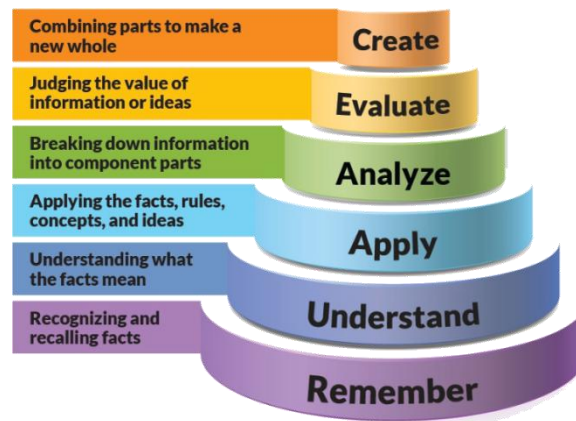 Combining parts to make a
new whole
Create
Judging the value of
information or ideas
Evaluate
Breaking down information
into component parts
Analyze
Applying the facts, rules,
concepts, and ideas
Apply
Understanding what
the facts mean
Understand
Recognizing and
recalling facts
Remember